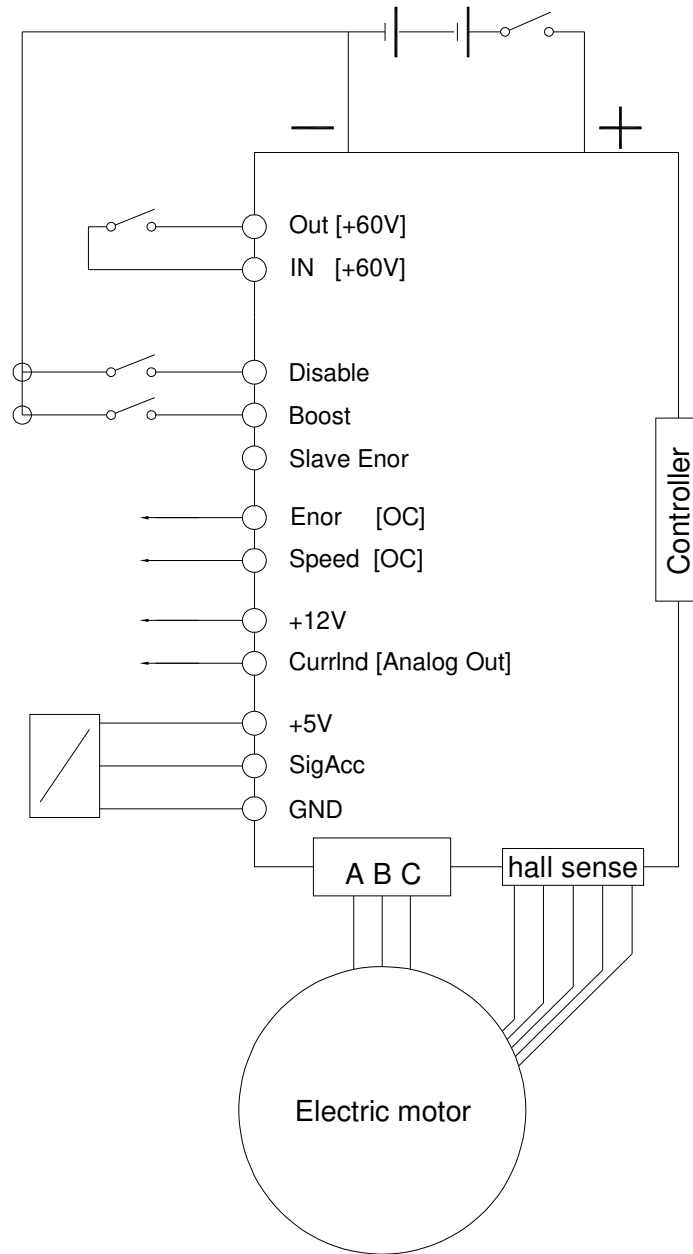 — +
Out [+60V]
IN [+60V]
Disable
Boost
Slave Enor
Enor [OC]
Speed [OC]
+12V
CurrInd [Analog Out]
+5V
SigAcc
GND
Controller
A B C
hall sense
Electric motor